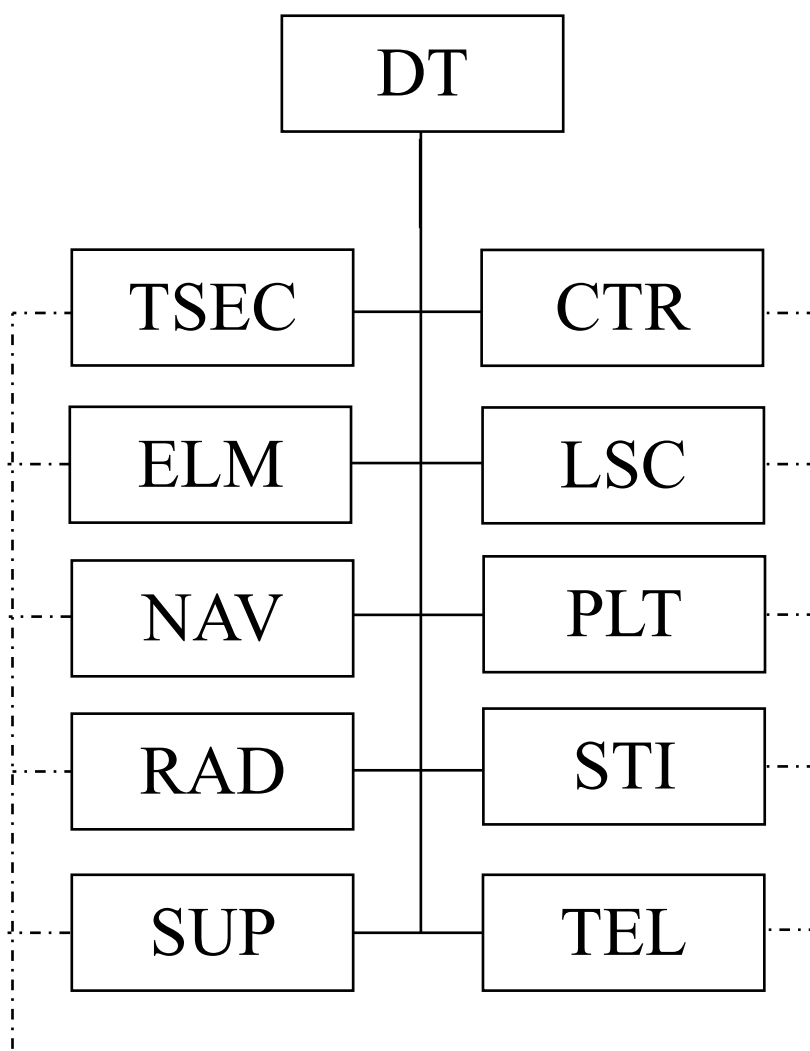 DT
TSEC
CTR
ELM
LSC
NAV
PLT
RAD
STI
SUP
TEL